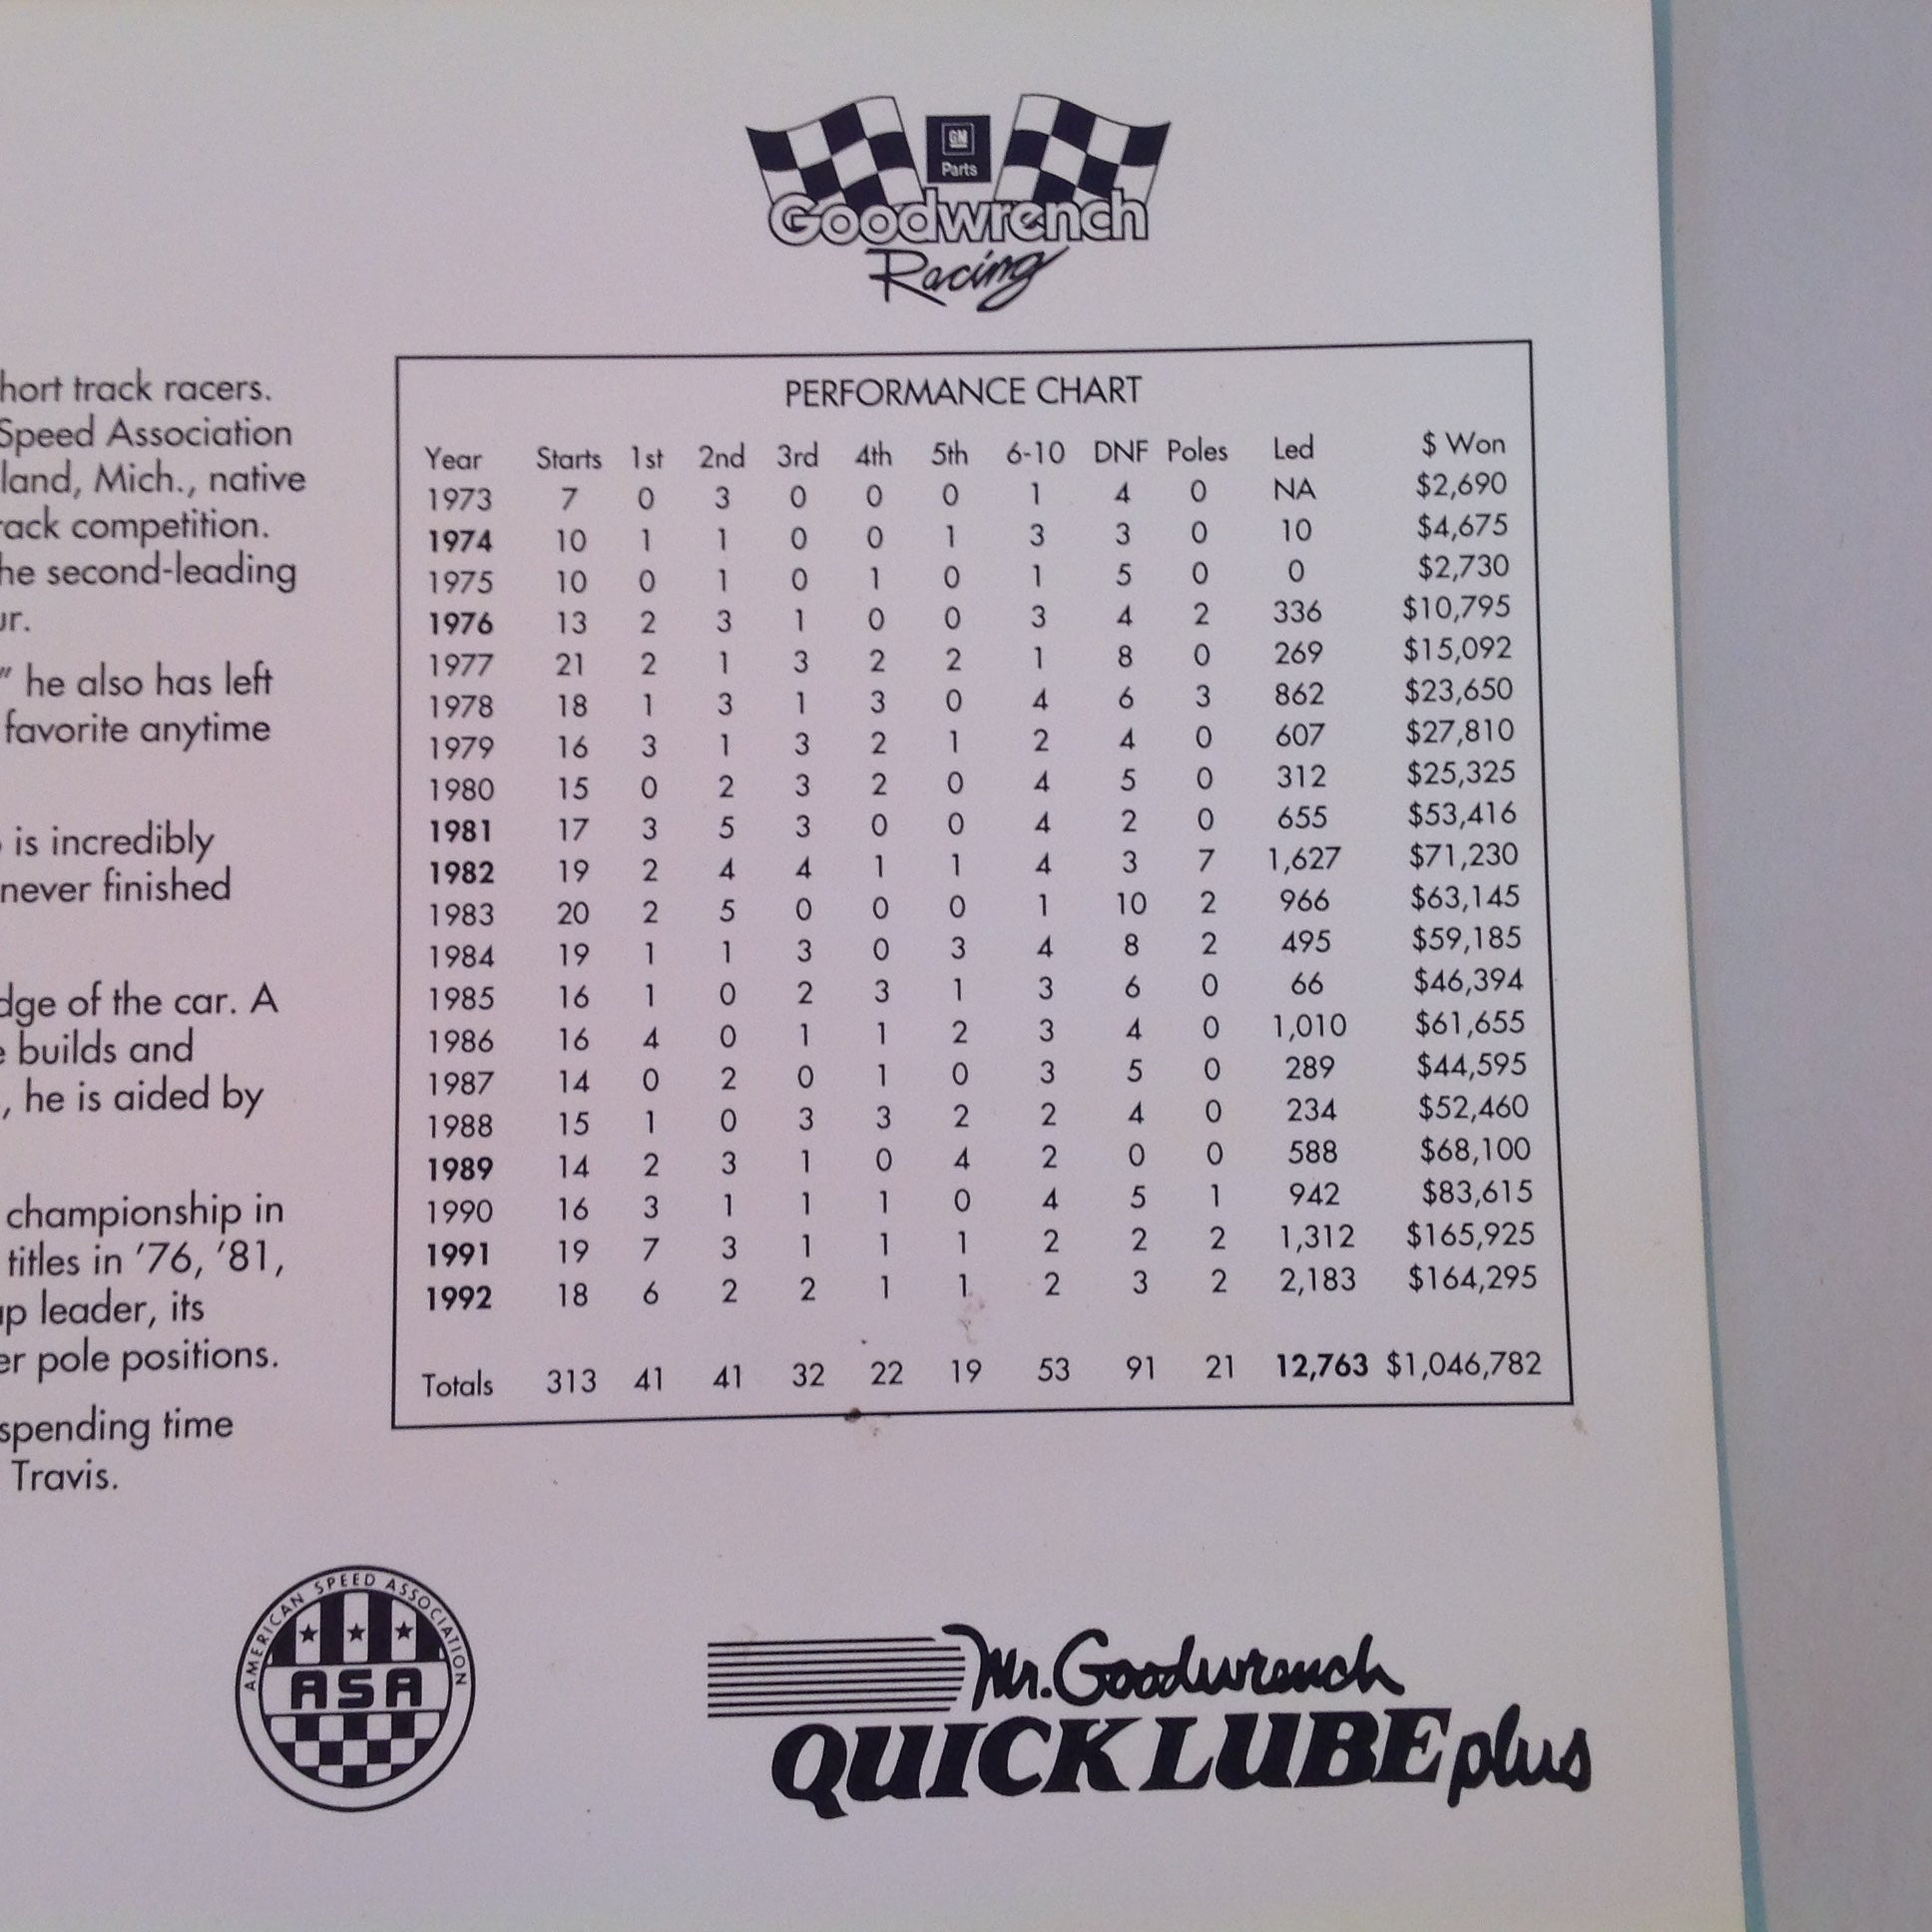 GM
Parts
Goodwrench
Racing
hort track racers.
Speed Association
land, Mich., native
ack competition.
he second-leading
ur.
" he also has left
favorite anytime
is incredibly
never finished
dge of the car. A
e builds and
, he is aided by
championship in
titles in '76, '81,
up leader, its
er pole positions.
spending time
Travis.
PERFORMANCE CHART
Year Starts 1st 2nd 3rd 4th 5th 6-10 DNF Poles Led $ Won
1973 7 0 3 0 0 0 1 4 0 NA $2,690
1974 10 1 1 0 0 1 3 3 0 10 $4,675
1975 10 0 1 0 1 0 1 5 0 0 $2,730
1976 13 2 3 1 0 0 3 4 2 336 $10,795
1977 21 2 1 3 2 2 1 8 0 269 $15,092
1978 18 1 3 1 3 0 4 6 3 862 $23,650
1979 16 3 1 3 2 1 2 4 0 607 $27,810
1980 15 0 2 3 2 0 4 5 0 312 $25,325
1981 17 3 5 3 0 0 4 2 0 655 $53,416
1982 19 2 4 4 1 1 4 3 7 1,627 $71,230
1983 20 2 5 0 0 0 1 10 2 966 $63,145
1984 19 1 1 3 0 3 4 8 2 495 $59,185
1985 16 1 0 2 3 1 3 6 0 66 $46,394
1986 16 4 0 1 1 2 3 4 0 1,010 $61,655
1987 14 0 2 0 1 0 3 5 0 289 $44,595
1988 15 1 0 3 3 2 2 4 0 234 $52,460
1989 14 2 3 1 0 4 2 0 0 588 $68,100
1990 16 3 1 1 1 0 4 5 1 942 $83,615
1991 19 7 3 1 1 1 2 2 2 1,312 $165,925
1992 18 6 2 2 1 1 2 3 2 2,183 $164,295
Totals 313 41 41 32 22 19 53 91 21 12,763 $1,046,782
AMERICAN SPEED ASSOCIATION
ASA
Mr. Goodwrench
QUICK LUBE plus